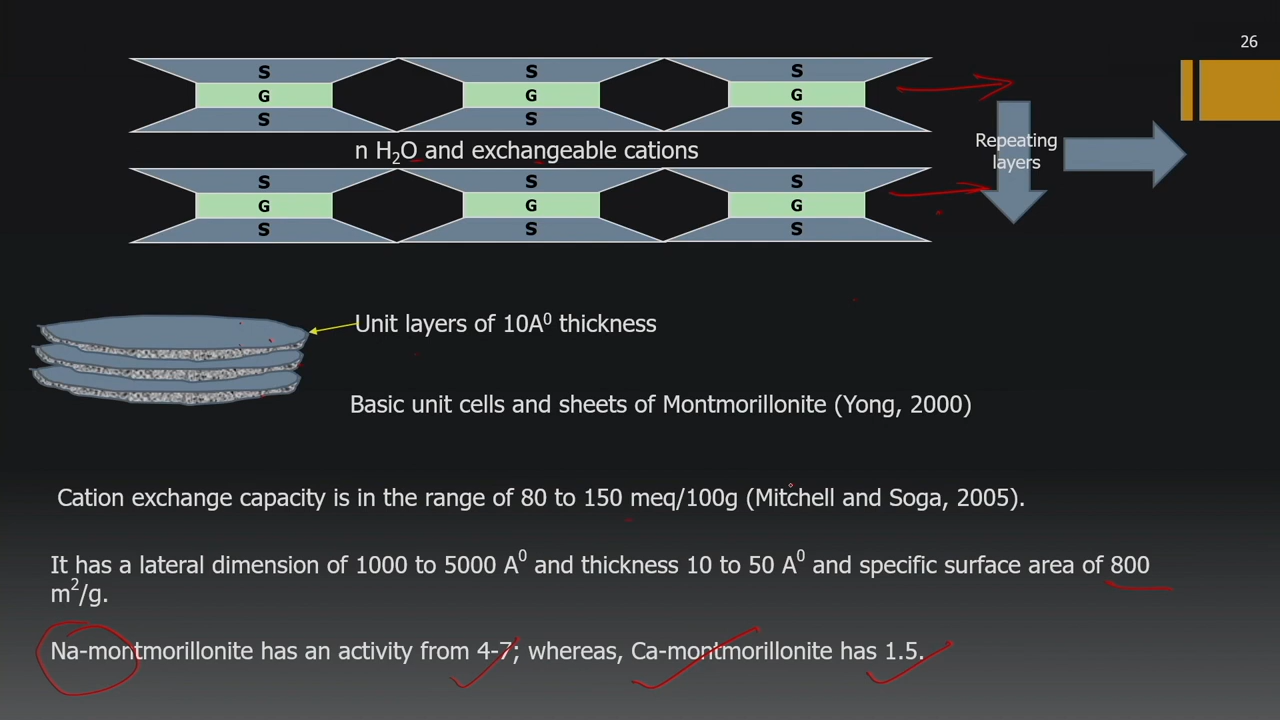 26
S S S
G G G
S S S
n H₂O and exchangeable cations
Repeating
layers
S S S
G G G
S S S
Unit layers of 10A⁰ thickness
Basic unit cells and sheets of Montmorillonite (Yong, 2000)
Cation exchange capacity is in the range of 80 to 150 meq/100g (Mitchell and Soga, 2005).
It has a lateral dimension of 1000 to 5000 A⁰ and thickness 10 to 50 A⁰ and specific surface area of 800
m²/g.
Na-montmorillonite has an activity from 4-7; whereas, Ca-montmorillonite has 1.5.